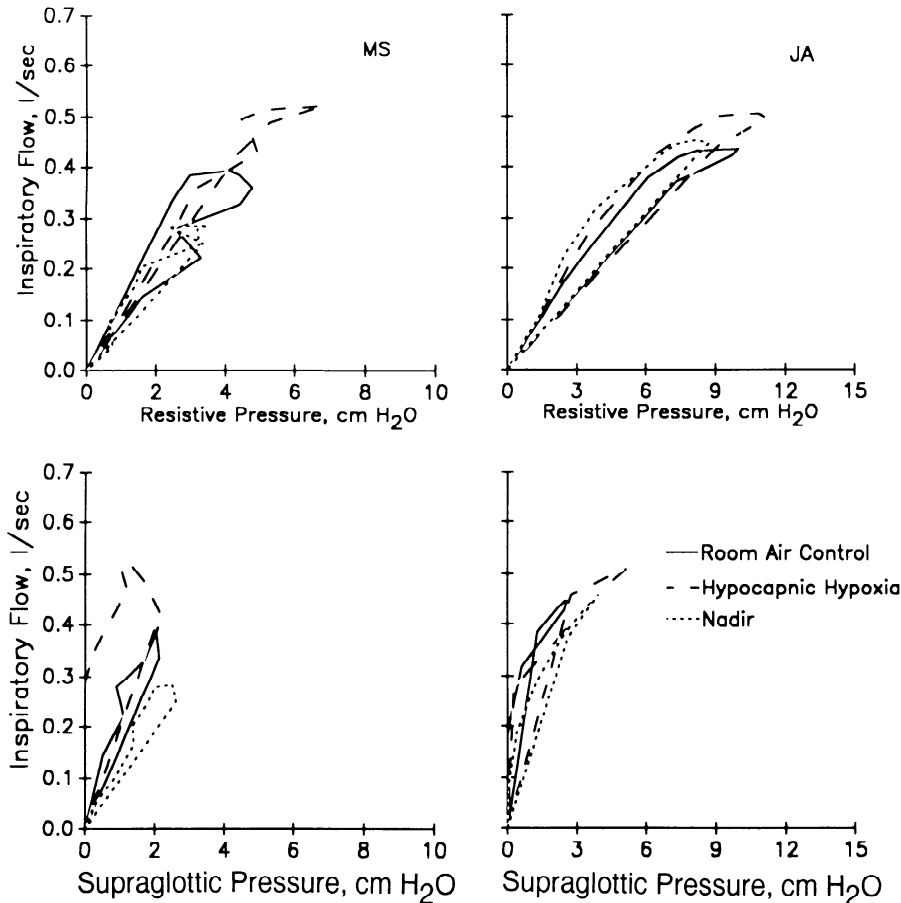 MS
JA
Inspiratory Flow, l/sec
0.7
0.6
0.5
0.4
0.3
0.2
0.1
0.0
0 2 4 6 8 10
Resistive Pressure, cm H₂O
0 3 6 9 12 15
Resistive Pressure, cm H₂O
Inspiratory Flow, l/sec
0.7
0.6
0.5
0.4
0.3
0.2
0.1
0.0
0 2 4 6 8 10
Supraglottic Pressure, cm H₂O
Room Air Control
Hypocapnic Hypoxia
Nadir
0 3 6 9 12 15
Supraglottic Pressure, cm H₂O